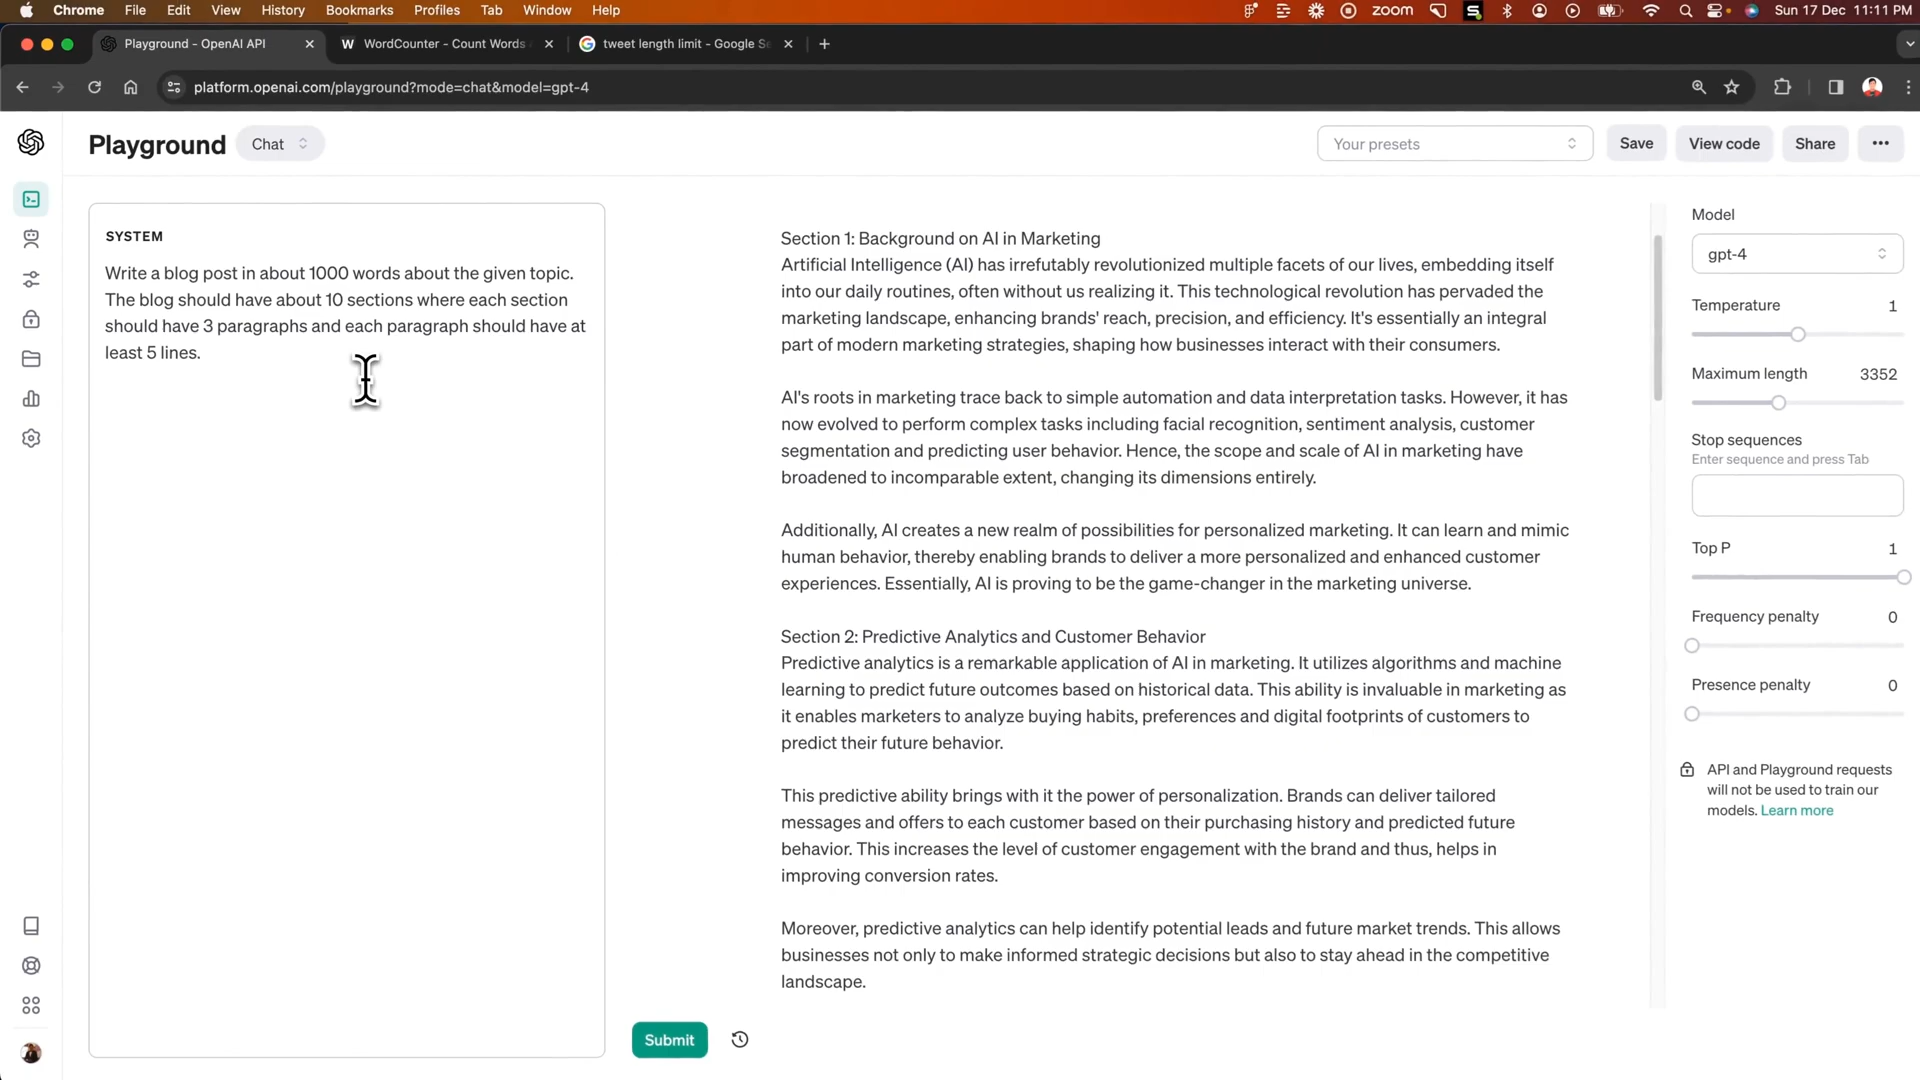 Chrome File Edit View History Bookmarks Profiles Tab Window Help zoom S Sun 17 Dec 11:11 PM
Playground - OpenAI API W WordCounter - Count Words tweet length limit - Google Se
platform.openai.com/playground?mode=chat&model=gpt-4
Playground Chat Your presets Save View code Share
SYSTEM
Write a blog post in about 1000 words about the given topic.
The blog should have about 10 sections where each section
should have 3 paragraphs and each paragraph should have at
least 5 lines.
Section 1: Background on AI in Marketing
Artificial Intelligence (AI) has irrefutably revolutionized multiple facets of our lives, embedding itself
into our daily routines, often without us realizing it. This technological revolution has pervaded the
marketing landscape, enhancing brands' reach, precision, and efficiency. It's essentially an integral
part of modern marketing strategies, shaping how businesses interact with their consumers.
AI's roots in marketing trace back to simple automation and data interpretation tasks. However, it has
now evolved to perform complex tasks including facial recognition, sentiment analysis, customer
segmentation and predicting user behavior. Hence, the scope and scale of AI in marketing have
broadened to incomparable extent, changing its dimensions entirely.
Additionally, AI creates a new realm of possibilities for personalized marketing. It can learn and mimic
human behavior, thereby enabling brands to deliver a more personalized and enhanced customer
experiences. Essentially, AI is proving to be the game-changer in the marketing universe.
Section 2: Predictive Analytics and Customer Behavior
Predictive analytics is a remarkable application of AI in marketing. It utilizes algorithms and machine
learning to predict future outcomes based on historical data. This ability is invaluable in marketing as
it enables marketers to analyze buying habits, preferences and digital footprints of customers to
predict their future behavior.
This predictive ability brings with it the power of personalization. Brands can deliver tailored
messages and offers to each customer based on their purchasing history and predicted future
behavior. This increases the level of customer engagement with the brand and thus, helps in
improving conversion rates.
Moreover, predictive analytics can help identify potential leads and future market trends. This allows
businesses not only to make informed strategic decisions but also to stay ahead in the competitive
landscape.
Submit
Model
gpt-4
Temperature 1
Maximum length 3352
Stop sequences
Enter sequence and press Tab
Top P 1
Frequency penalty 0
Presence penalty 0
API and Playground requests
will not be used to train our
models. Learn more